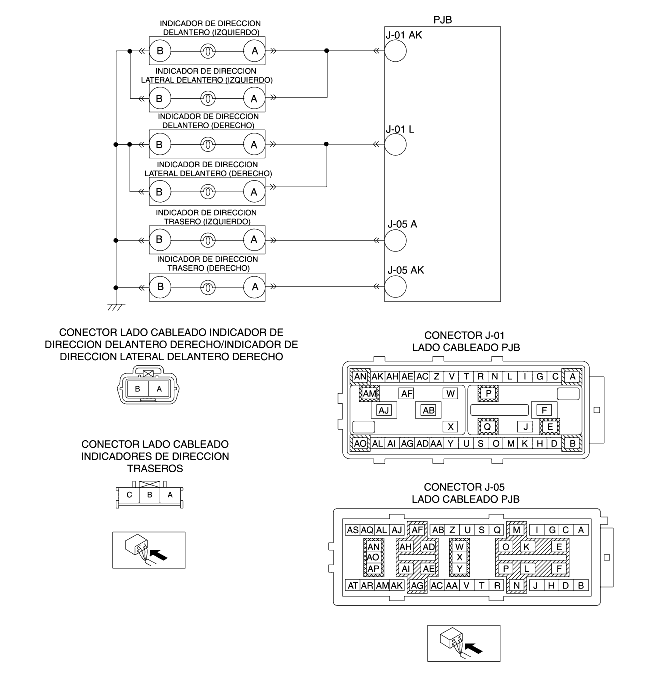 PJB
INDICADOR DE DIRECCION
DELANTERO (IZQUIERDO)
B A
J-01 AK
INDICADOR DE DIRECCION
LATERAL DELANTERO (IZQUIERDO)
B A
INDICADOR DE DIRECCION
DELANTERO (DERECHO)
B A
J-01 L
INDICADOR DE DIRECCION
LATERAL DELANTERO (DERECHO)
B A
INDICADOR DE DIRECCION
TRASERO (IZQUIERDO)
B A
J-05 A
INDICADOR DE DIRECCION
TRASERO (DERECHO)
B A
J-05 AK
CONECTOR LADO CABLEADO INDICADOR DE
DIRECCION DELANTERO DERECHO/INDICADOR DE
DIRECCION LATERAL DELANTERO DERECHO
B A
CONECTOR LADO CABLEADO
INDICADORES DE DIRECCION
TRASEROS
C B A
CONECTOR J-01
LADO CABLEADO PJB
AN AK AH AE AC Z V T R N L I G C A
AM AF W P
AJ AB F
X Q J E
AO AL AI AG AD AA Y U S O M K H D B
CONECTOR J-05
LADO CABLEADO PJB
AS AQ AL AJ AF AB Z U S Q M I G C A
AN AH AD W O K E
AO X
AP AI AE Y P L F
AT AR AM AK AG AC AA V T R N J H D B